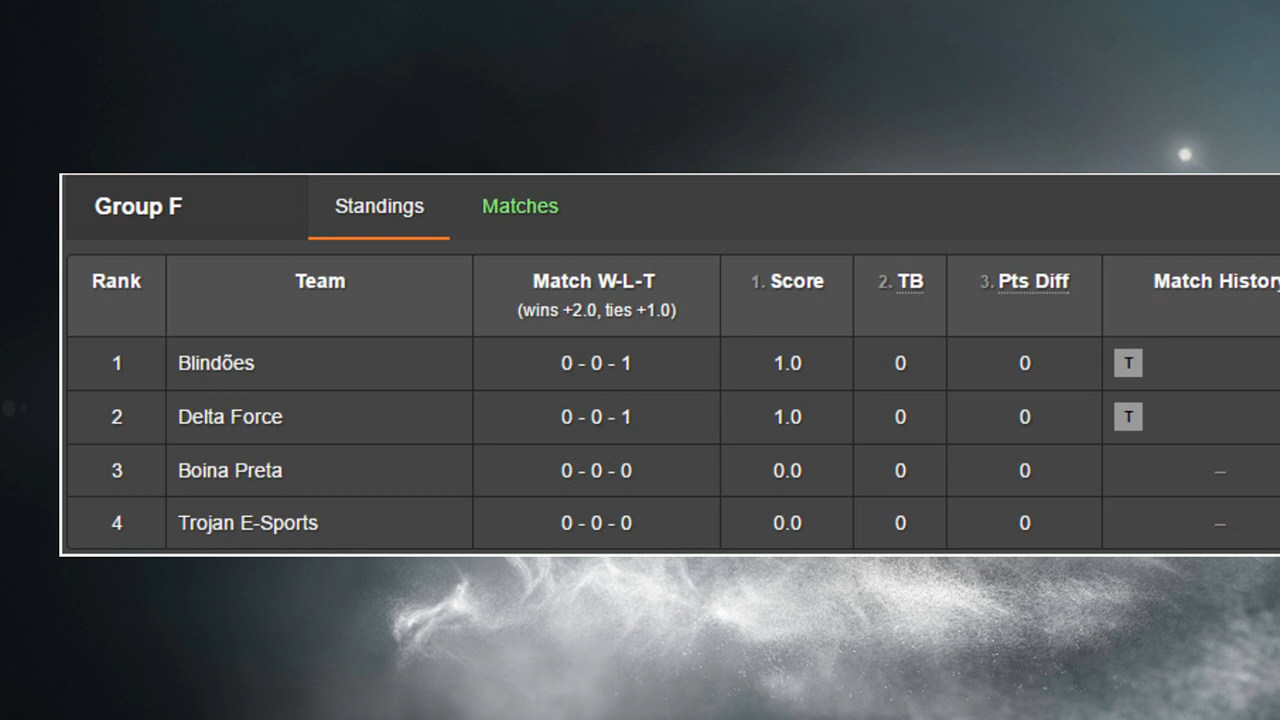 Group F Standings Matches
Rank Team Match W-L-T 1. Score 2. TB 3. Pts Diff Match History
(wins +2.0, ties +1.0)
1 Blindões 0 - 0 - 1 1.0 0 0 T
2 Delta Force 0 - 0 - 1 1.0 0 0 T
3 Boina Preta 0 - 0 - 0 0.0 0 0 –
4 Trojan E-Sports 0 - 0 - 0 0.0 0 0 –